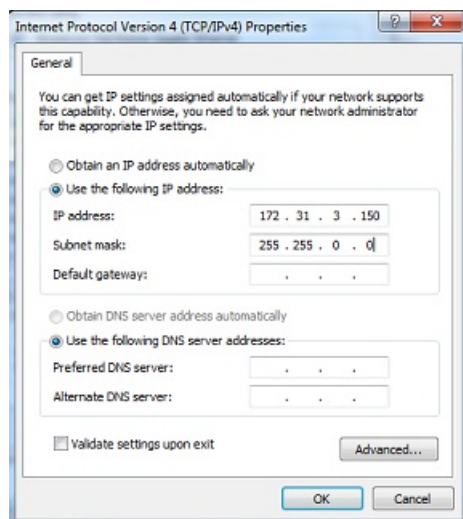 Internet Protocol Version 4 (TCP/IPv4) Properties
General
You can get IP settings assigned automatically if your network supports
this capability. Otherwise, you need to ask your network administrator
for the appropriate IP settings.
Obtain an IP address automatically
Use the following IP address:
IP address: 172 . 31 . 3 . 150
Subnet mask: 255 . 255 . 0 . 0
Default gateway: . . .
Obtain DNS server address automatically
Use the following DNS server addresses:
Preferred DNS server: . . .
Alternate DNS server: . . .
Validate settings upon exit
Advanced...
OK Cancel